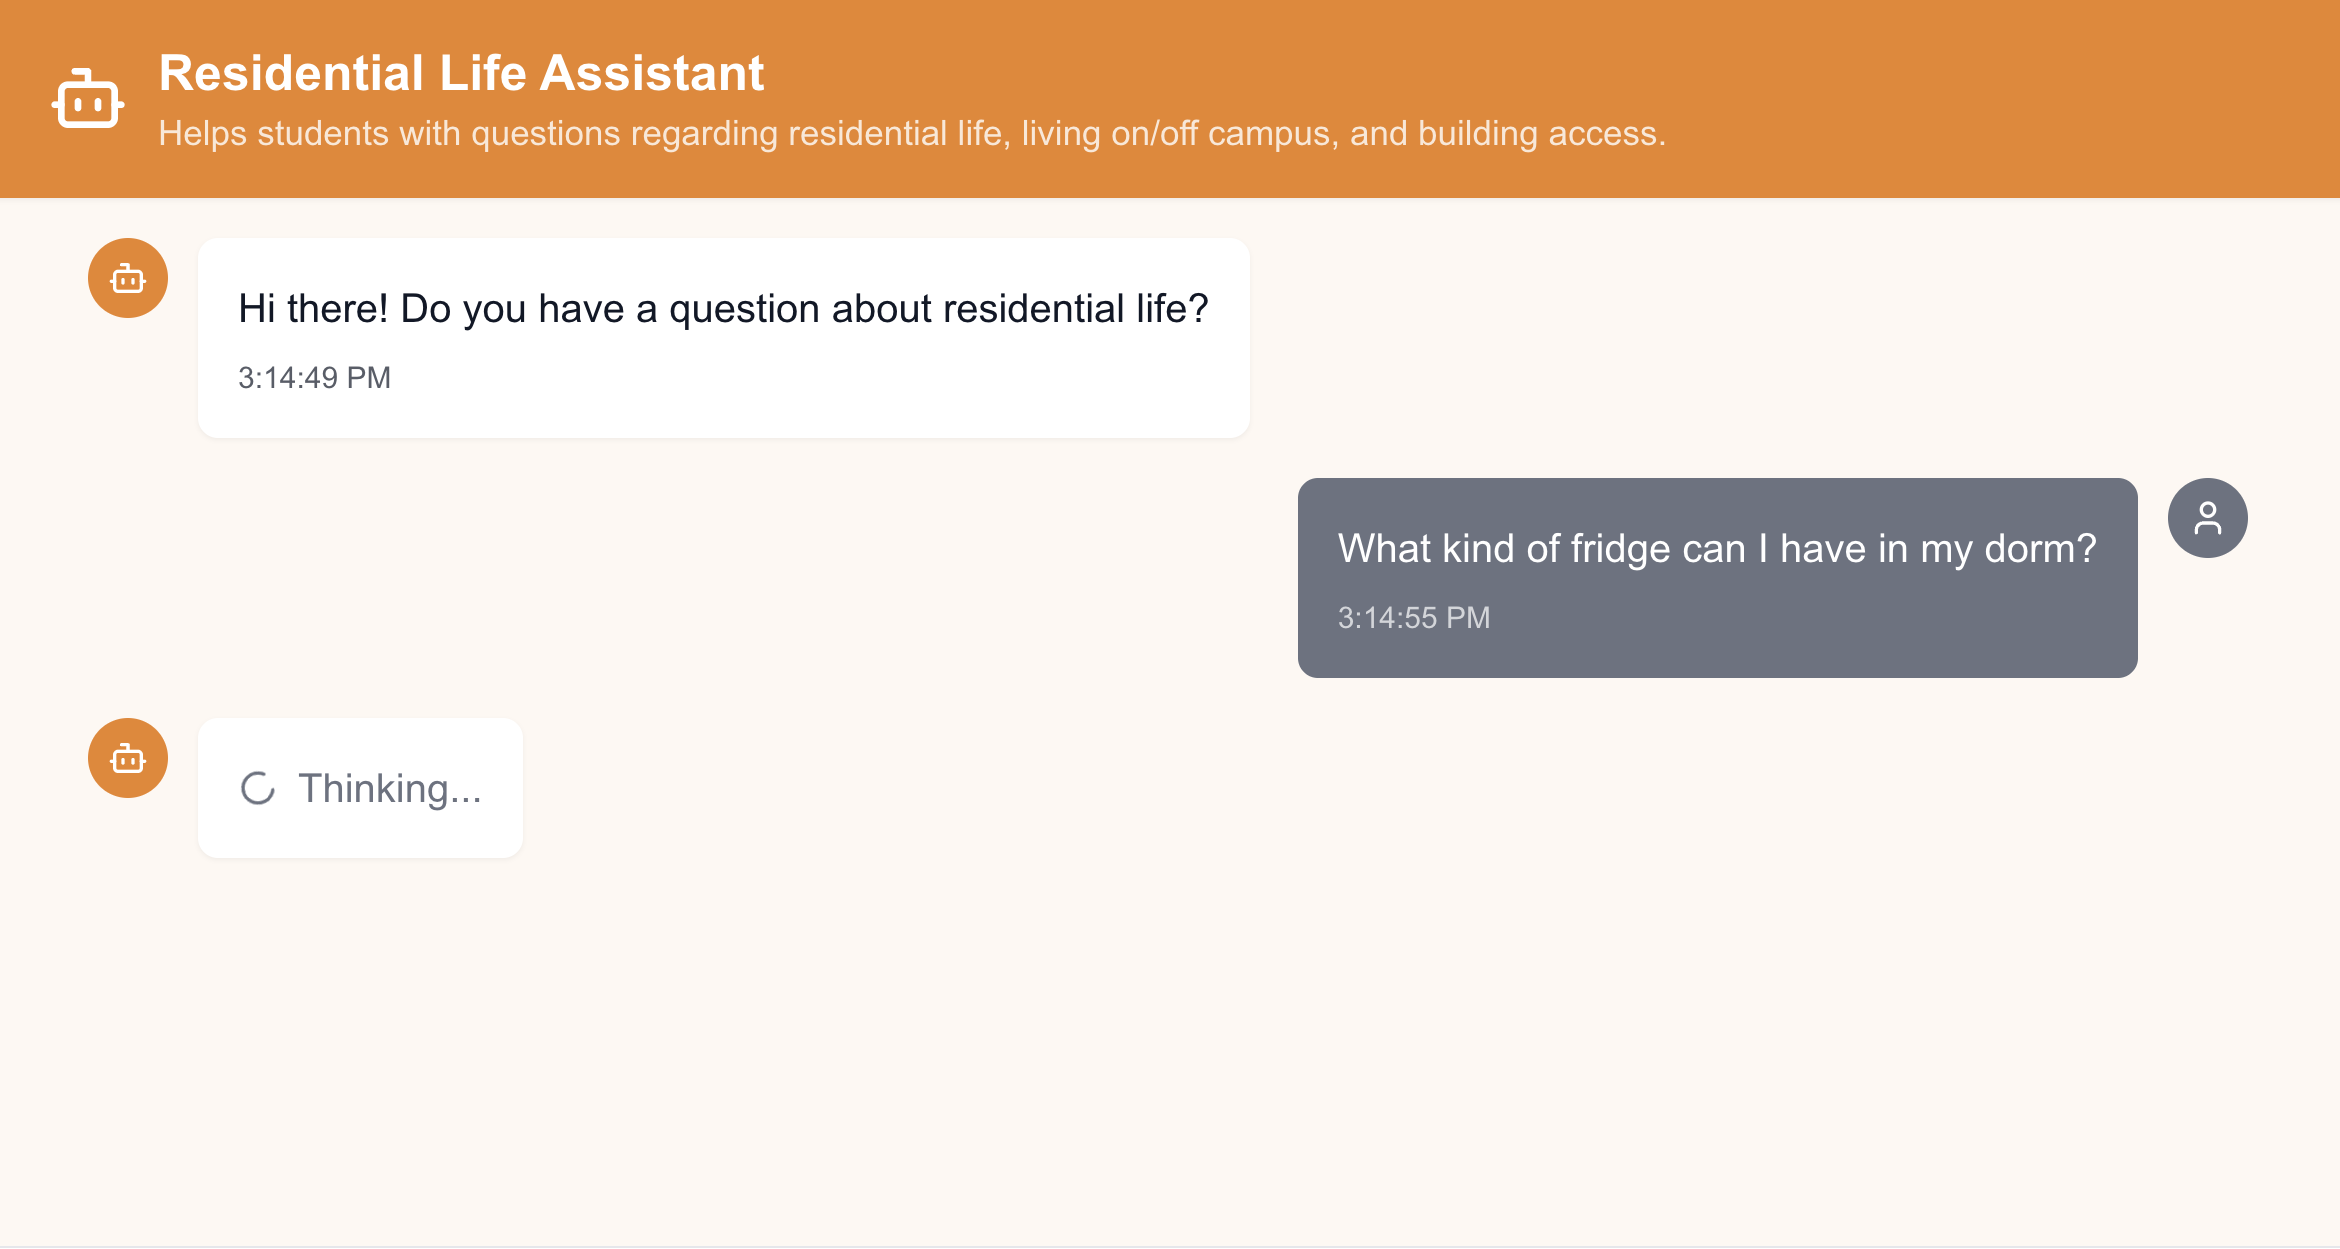 Residential Life Assistant
Helps students with questions regarding residential life, living on/off campus, and building access.
Hi there! Do you have a question about residential life?
3:14:49 PM
What kind of fridge can I have in my dorm?
3:14:55 PM
Thinking...